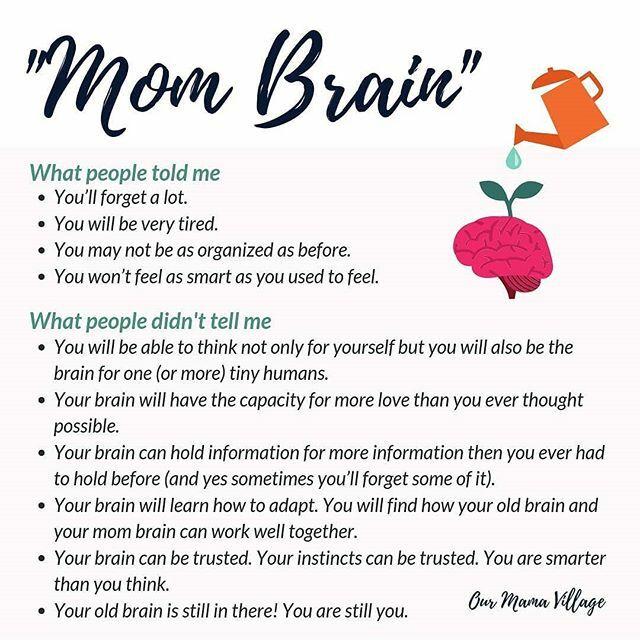 "Mom Brain"
What people told me
• You'll forget a lot.
• You will be very tired.
• You may not be as organized as before.
• You won't feel as smart as you used to feel.
What people didn't tell me
• You will be able to think not only for yourself but you will also be the
brain for one (or more) tiny humans.
• Your brain will have the capacity for more love than you ever thought
possible.
• Your brain can hold information for more information then you ever had
to hold before (and yes sometimes you'll forget some of it).
• Your brain will learn how to adapt. You will find how your old brain and
your mom brain can work well together.
• Your brain can be trusted. Your instincts can be trusted. You are smarter
than you think.
• Your old brain is still in there! You are still you.
Our Mama Village